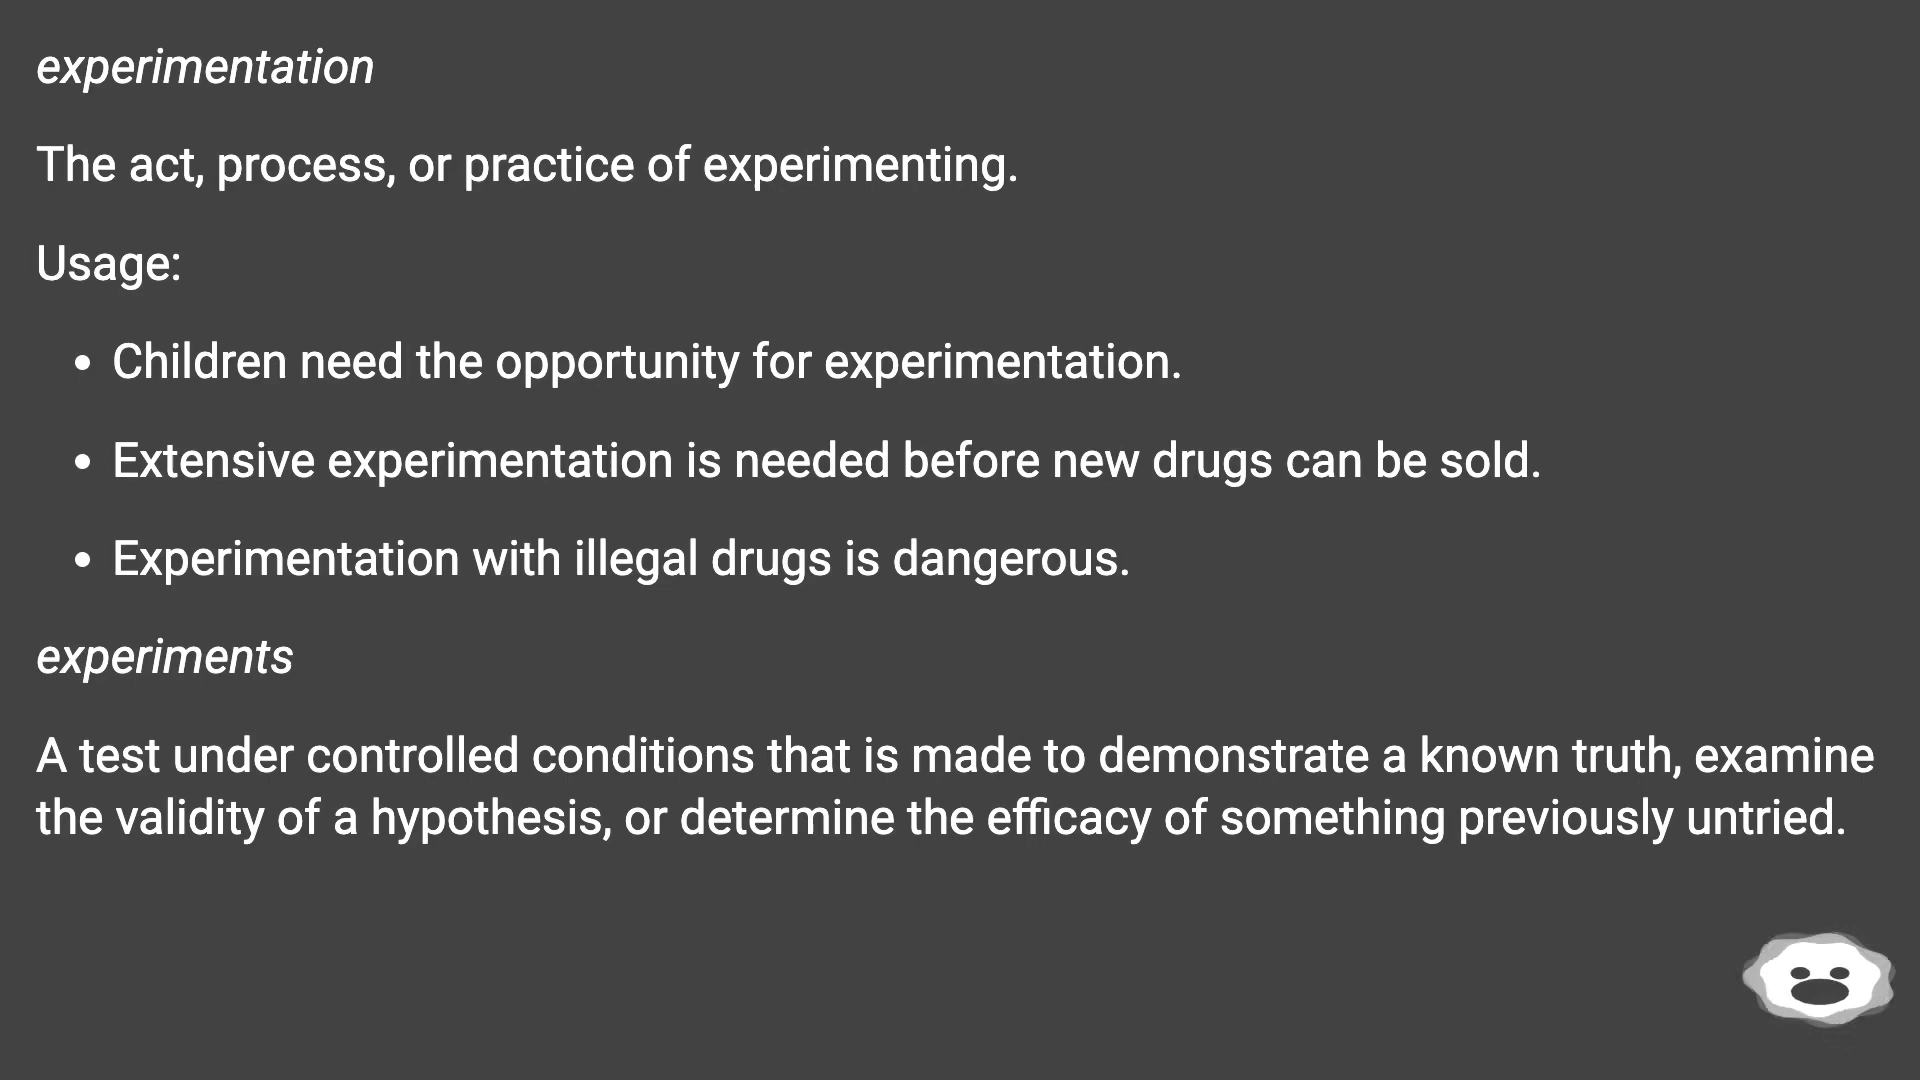 experimentation
The act, process, or practice of experimenting.
Usage:
• Children need the opportunity for experimentation.
• Extensive experimentation is needed before new drugs can be sold.
• Experimentation with illegal drugs is dangerous.
experiments
A test under controlled conditions that is made to demonstrate a known truth, examine
the validity of a hypothesis, or determine the efficacy of something previously untried.